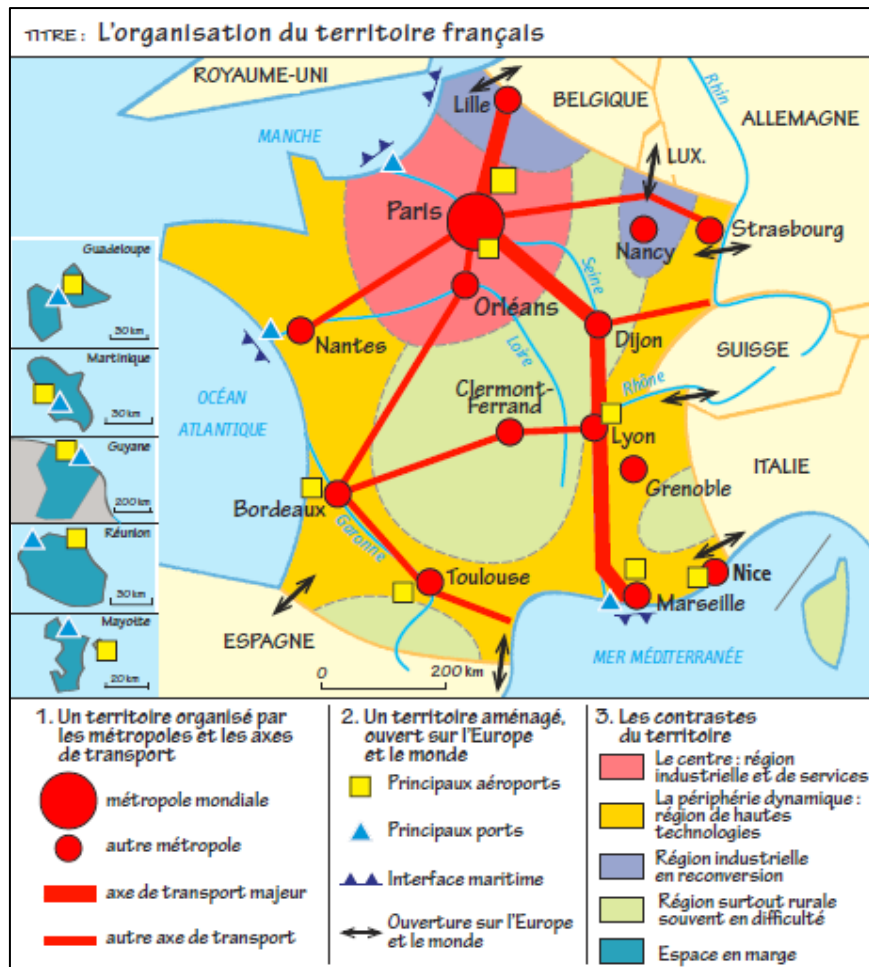 TITRE : L'organisation du territoire français
ROYAUME-UNI
Lille
BELGIQUE
Rhin
ALLEMAGNE
MANCHE
LUX.
Paris
Strasbourg
Nancy
Guadeloupe
30 km
Seine
Orléans
Nantes
Dijon
SUISSE
Loire
Martinique
30 km
OCÉAN
ATLANTIQUE
Clermont-
Ferrand
Rhône
Lyon
ITALIE
Guyane
200 km
Grenoble
Bordeaux
Garonne
Réunion
30 km
Toulouse
Nice
Marseille
ESPAGNE
Mayotte
20 km
0 200 km
MER MÉDITERRANÉE
1. Un territoire organisé par
les métropoles et les axes
de transport
métropole mondiale
autre métropole
axe de transport majeur
autre axe de transport
2. Un territoire aménagé,
ouvert sur l'Europe
et le monde
Principaux aéroports
Principaux ports
Interface maritime
Ouverture sur l'Europe
et le monde
3. Les contrastes
du territoire
Le centre : région
industrielle et de services
La périphérie dynamique :
région de hautes
technologies
Région industrielle
en reconversion
Région surtout rurale
souvent en difficulté
Espace en marge